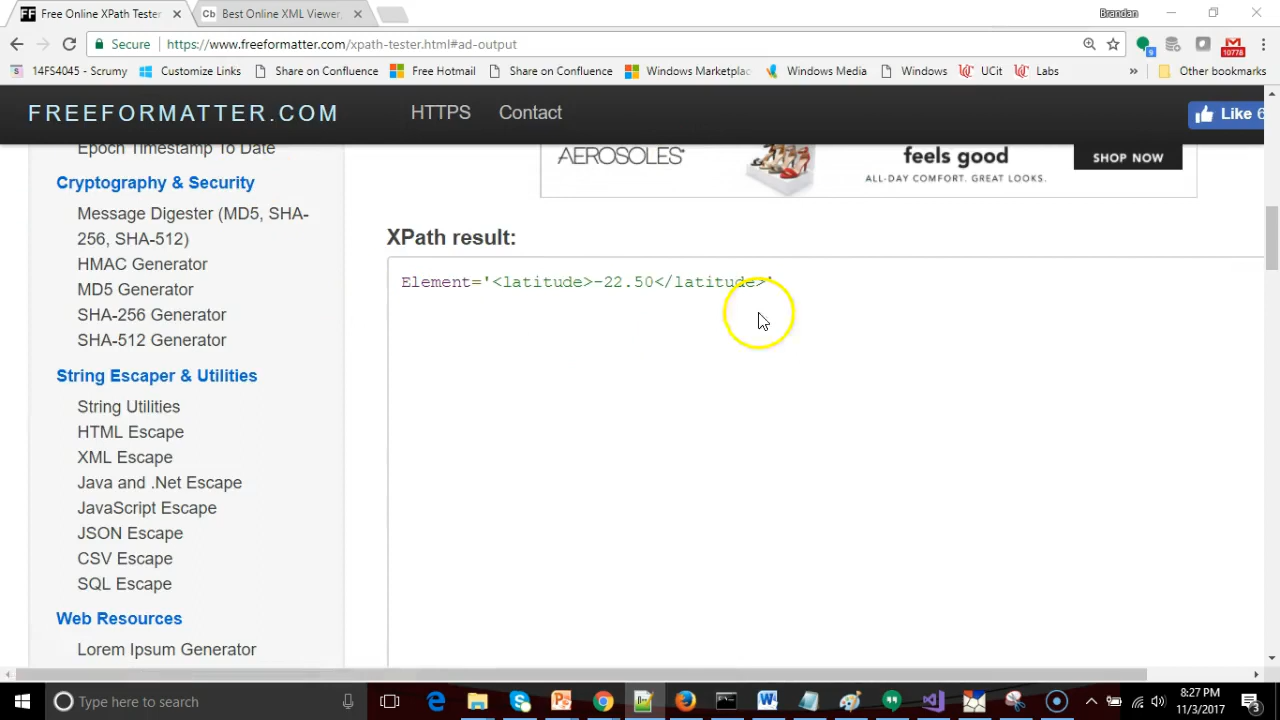 Free Online XPath Tester
Best Online XML Viewer,
Brandan
Secure
https://www.freeformatter.com/xpath-tester.html#ad-output
9
10778
14FS4045 - Scrumy
Customize Links
Share on Confluence
Free Hotmail
Share on Confluence
Windows Marketplac
Windows Media
Windows
UCit
Labs
»
Other bookmarks
FREEFORMATTER.COM
HTTPS
Contact
Like 6
Epoch Timestamp To Date
Cryptography & Security
Message Digester (MD5, SHA-
256, SHA-512)
HMAC Generator
MD5 Generator
SHA-256 Generator
SHA-512 Generator
String Escaper & Utilities
String Utilities
HTML Escape
XML Escape
Java and .Net Escape
JavaScript Escape
JSON Escape
CSV Escape
SQL Escape
Web Resources
Lorem Ipsum Generator
AEROSOLES
feels good
ALL-DAY COMFORT. GREAT LOOKS.
SHOP NOW
XPath result:
Element='<latitude>-22.50</latitude>'
Type here to search
8:27 PM
11/3/2017
3